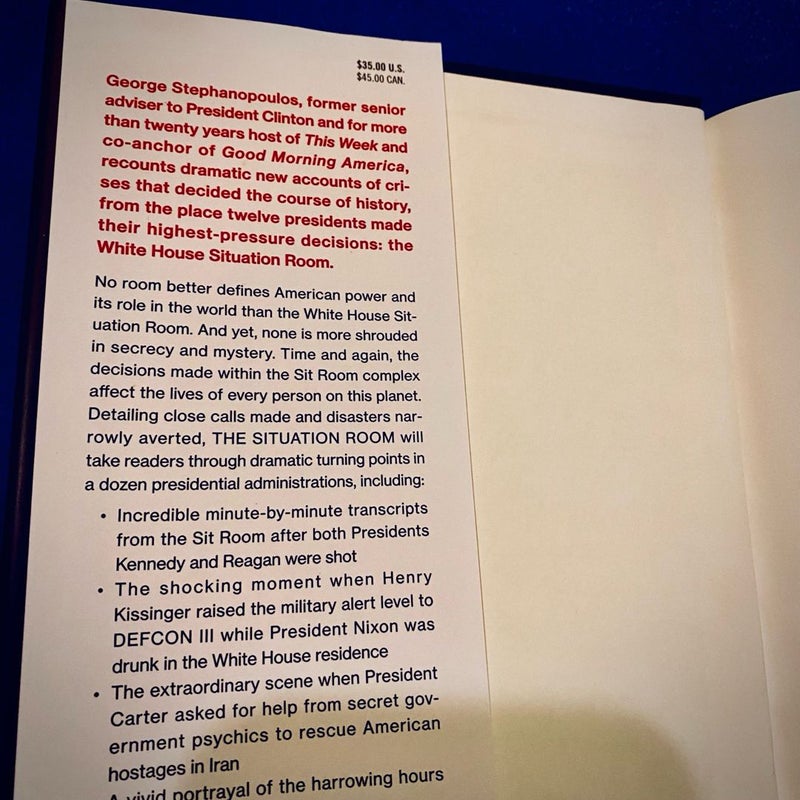 $35.00 U.S.
$45.00 CAN.
George Stephanopoulos, former senior
adviser to President Clinton and for more
than twenty years host of This Week and
co-anchor of Good Morning America,
recounts dramatic new accounts of cri-
ses that decided the course of history,
from the place twelve presidents made
their highest-pressure decisions: the
White House Situation Room.
No room better defines American power and
its role in the world than the White House Sit-
uation Room. And yet, none is more shrouded
in secrecy and mystery. Time and again, the
decisions made within the Sit Room complex
affect the lives of every person on this planet.
Detailing close calls made and disasters nar-
rowly averted, THE SITUATION ROOM will
take readers through dramatic turning points in
a dozen presidential administrations, including:
• Incredible minute-by-minute transcripts
from the Sit Room after both Presidents
Kennedy and Reagan were shot
• The shocking moment when Henry
Kissinger raised the military alert level to
DEFCON III while President Nixon was
drunk in the White House residence
• The extraordinary scene when President
Carter asked for help from secret gov-
ernment psychics to rescue American
hostages in Iran
A vivid portrayal of the harrowing hours